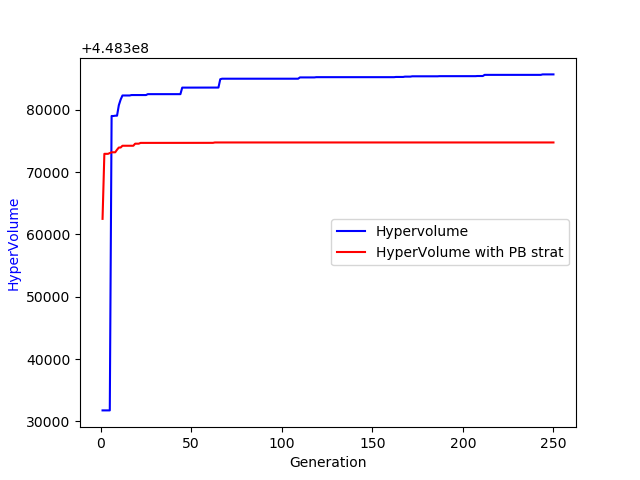 +4.483e8
80000
70000
60000
50000
40000
30000
HyperVolume
Hypervolume
HyperVolume with PB strat
0 50 100 150 200 250
Generation